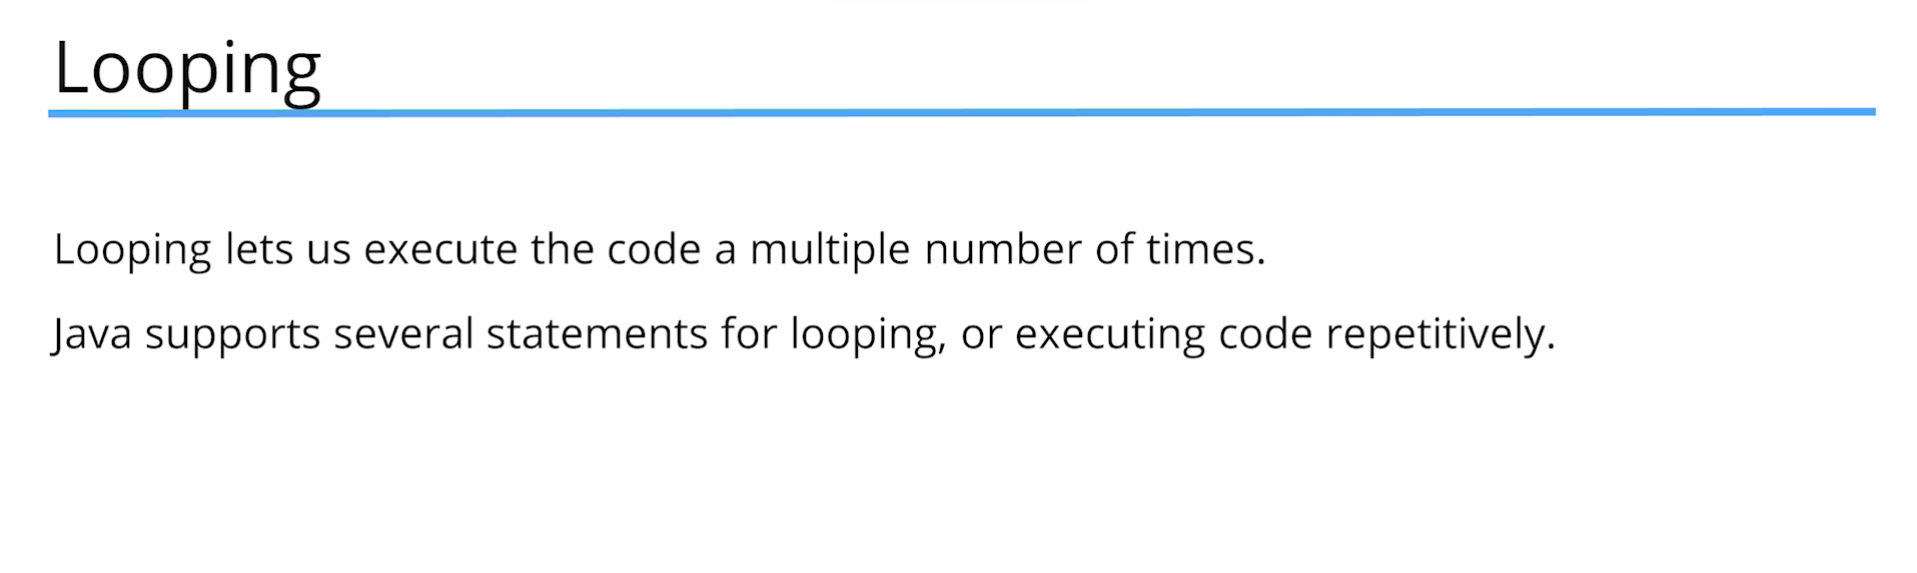 Looping
Looping lets us execute the code a multiple number of times.
Java supports several statements for looping, or executing code repetitively.